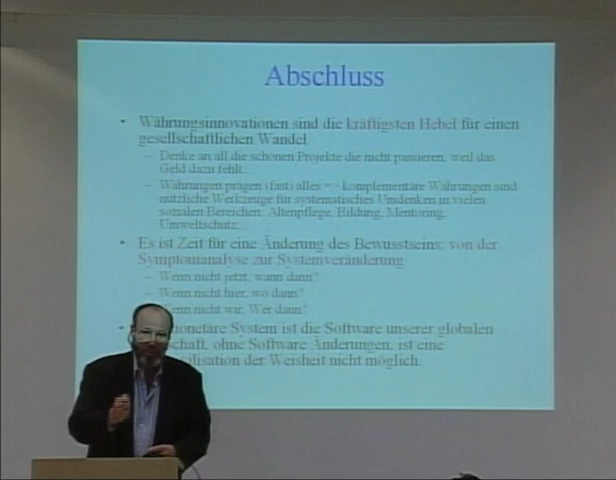 Abschluss
Währungsinnovationen sind die kräftigsten Hebel für einen
gesellschaftlichen Wandel
– Denke an all die schönen Projekte die nicht passieren, weil das
Geld dazu fehlt...
– Währungen prägen (fast) alles => komplementäre Währungen sind
nützliche Werkzeuge für systematisches Umdenken in vielen
sozialen Bereichen: Altenpflege, Bildung, Mentoring,
Umweltschutz...
Es ist Zeit für eine Änderung des Bewusstseins: von der
Symptomanalyse zur Systemveränderung
– Wenn nicht jetzt, wann dann?
– Wenn nicht hier, wo dann?
Wenn nicht wir, Wer dann?
monetäre System ist die Software unserer globalen
schaft, ohne Software Änderungen, ist eine
ilisation der Weisheit nicht möglich.